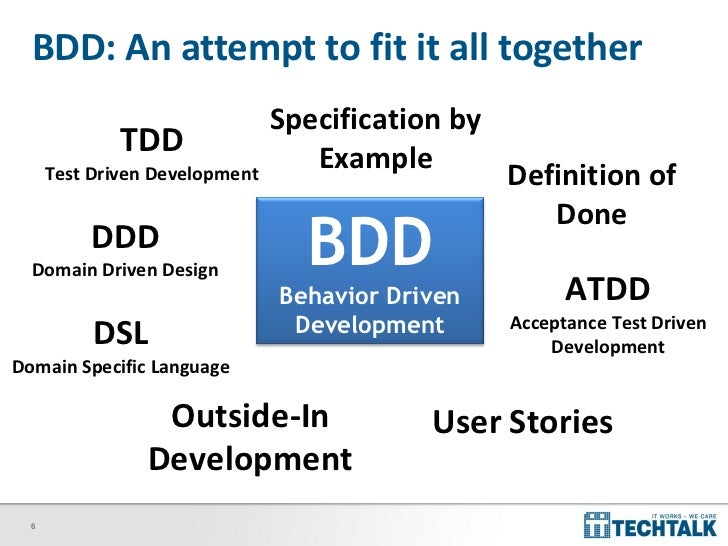 BDD: An attempt to fit it all together
TDD
Test Driven Development
Specification by
Example
Definition of
Done
DDD
Domain Driven Design
BDD
Behavior Driven
Development
ATDD
Acceptance Test Driven
Development
DSL
Domain Specific Language
Outside-In
Development
User Stories
6
IT WORKS – WE CARE
TECHTALK